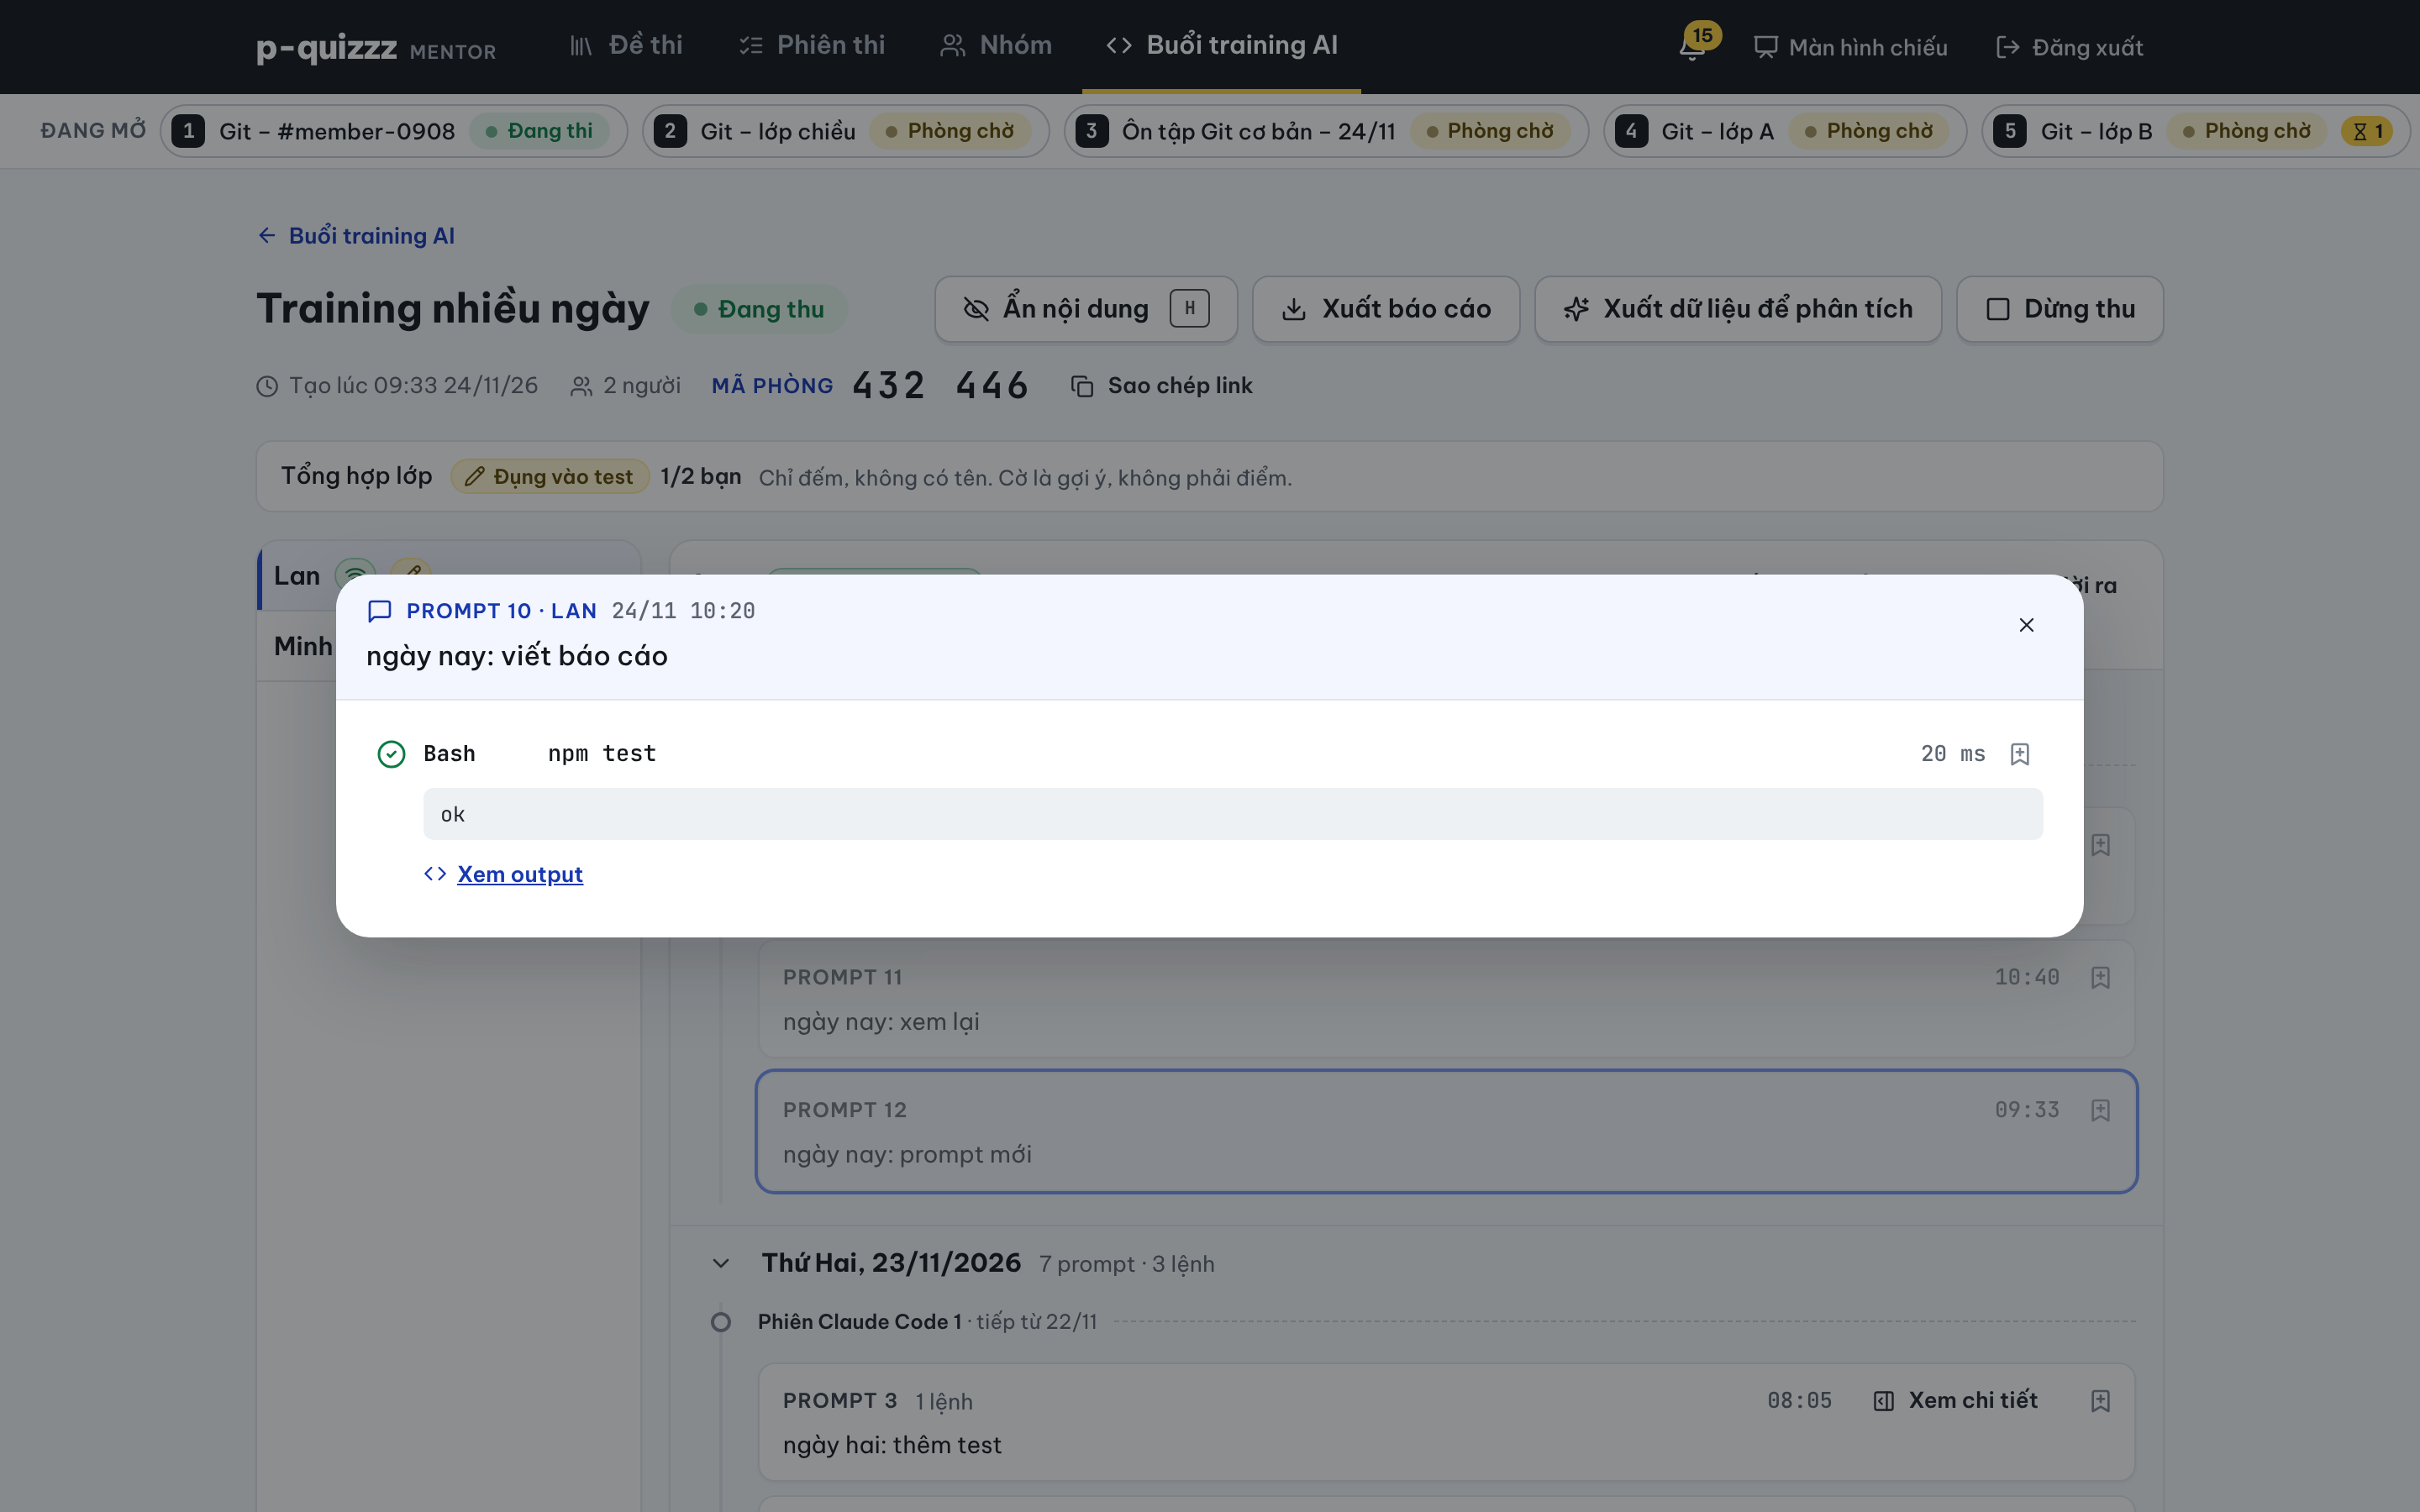 p-quizzz MENTOR
Đề thi
Phiên thi
Nhóm
Buổi training AI
15
Màn hình chiếu
Đăng xuất
ĐANG MỞ
1 Git – #member-0908 Đang thi
2 Git – lớp chiều Phòng chờ
3 Ôn tập Git cơ bản – 24/11 Phòng chờ
4 Git – lớp A Phòng chờ
5 Git – lớp B Phòng chờ 1
Buổi training AI
Training nhiều ngày Đang thu
Ẩn nội dung H
Xuất báo cáo
Xuất dữ liệu để phân tích
Dừng thu
Tạo lúc 09:33 24/11/26 2 người MÃ PHÒNG 432 446 Sao chép link
Tổng hợp lớp Đụng vào test 1/2 bạn Chỉ đếm, không có tên. Cờ là gợi ý, không phải điểm.
Lan
Minh
ra
PROMPT 10 · LAN 24/11 10:20
ngày nay: viết báo cáo
Bash npm test 20 ms
ok
Xem output
PROMPT 11 10:40
ngày nay: xem lại
PROMPT 12 09:33
ngày nay: prompt mới
Thứ Hai, 23/11/2026 7 prompt · 3 lệnh
Phiên Claude Code 1 · tiếp từ 22/11
PROMPT 3 1 lệnh 08:05 Xem chi tiết
ngày hai: thêm test